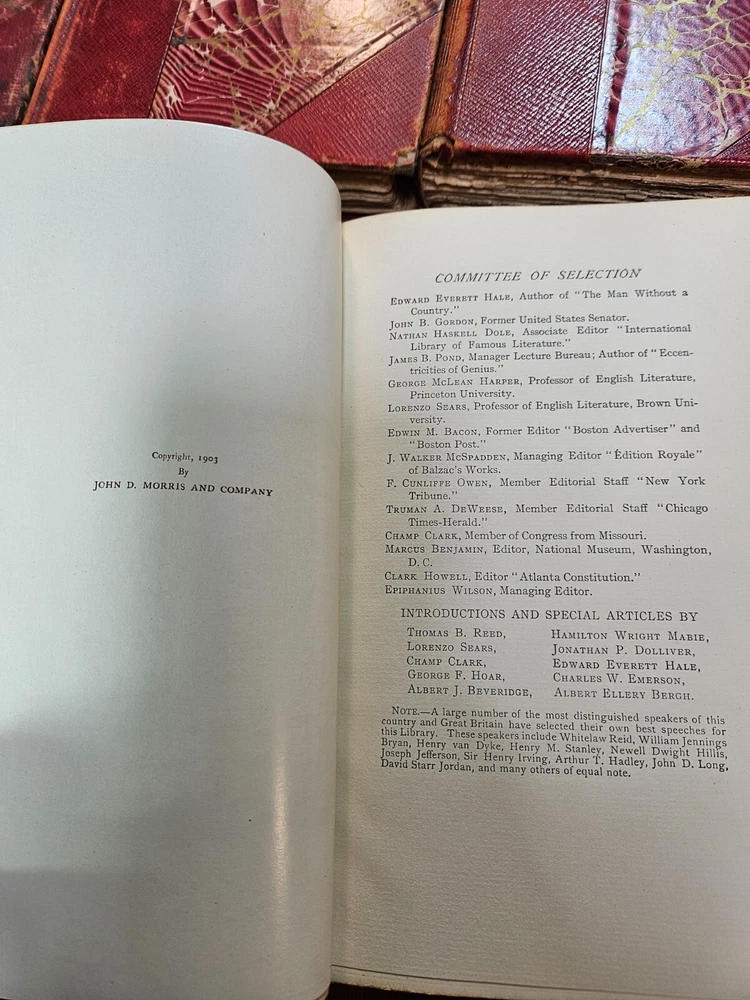 Copyright, 1903
By
JOHN D. MORRIS AND COMPANY
COMMITTEE OF SELECTION
EDWARD EVERETT HALE, Author of "The Man Without a
Country."
JOHN B. GORDON, Former United States Senator.
NATHAN HASKELL DOLE, Associate Editor "International
Library of Famous Literature."
JAMES B. POND, Manager Lecture Bureau; Author of "Eccen-
tricities of Genius."
GEORGE MCLEAN HARPER, Professor of English Literature,
Princeton University.
LORENZO SEARS, Professor of English Literature, Brown Uni-
versity.
EDWIN M. BACON, Former Editor "Boston Advertiser" and
"Boston Post."
J. WALKER MCSPADDEN, Managing Editor "Édition Royale"
of Balzac's Works.
F. CUNLIFFE OWEN, Member Editorial Staff "New York
Tribune."
TRUMAN A. DEWEESE, Member Editorial Staff "Chicago
Times-Herald."
CHAMP CLARK, Member of Congress from Missouri.
MARCUS BENJAMIN, Editor, National Museum, Washington,
D. C.
CLARK HOWELL, Editor "Atlanta Constitution."
EPIPHANIUS WILSON, Managing Editor.
INTRODUCTIONS AND SPECIAL ARTICLES BY
THOMAS B. REED, HAMILTON WRIGHT MABIE,
LORENZO SEARS, JONATHAN P. DOLLIVER,
CHAMP CLARK, EDWARD EVERETT HALE,
GEORGE F. HOAR, CHARLES W. EMERSON,
ALBERT J. BEVERIDGE, ALBERT ELLERY BERGH.
NOTE.—A large number of the most distinguished speakers of this
country and Great Britain have selected their own best speeches for
this Library. These speakers include Whitelaw Reid, William Jennings
Bryan, Henry van Dyke, Henry M. Stanley, Newell Dwight Hillis,
Joseph Jefferson, Sir Henry Irving, Arthur T. Hadley, John D. Long,
David Starr Jordan, and many others of equal note.